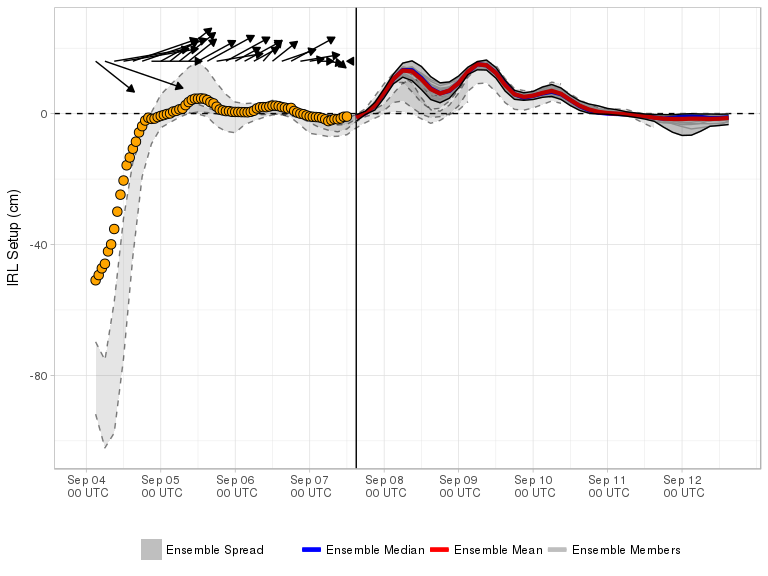 IRL Setup (cm)
0
-40
-80
Sep 04 Sep 05 Sep 06 Sep 07 Sep 08 Sep 09 Sep 10 Sep 11 Sep 12
00 UTC 00 UTC 00 UTC 00 UTC 00 UTC 00 UTC 00 UTC 00 UTC 00 UTC
Ensemble Spread Ensemble Median Ensemble Mean Ensemble Members